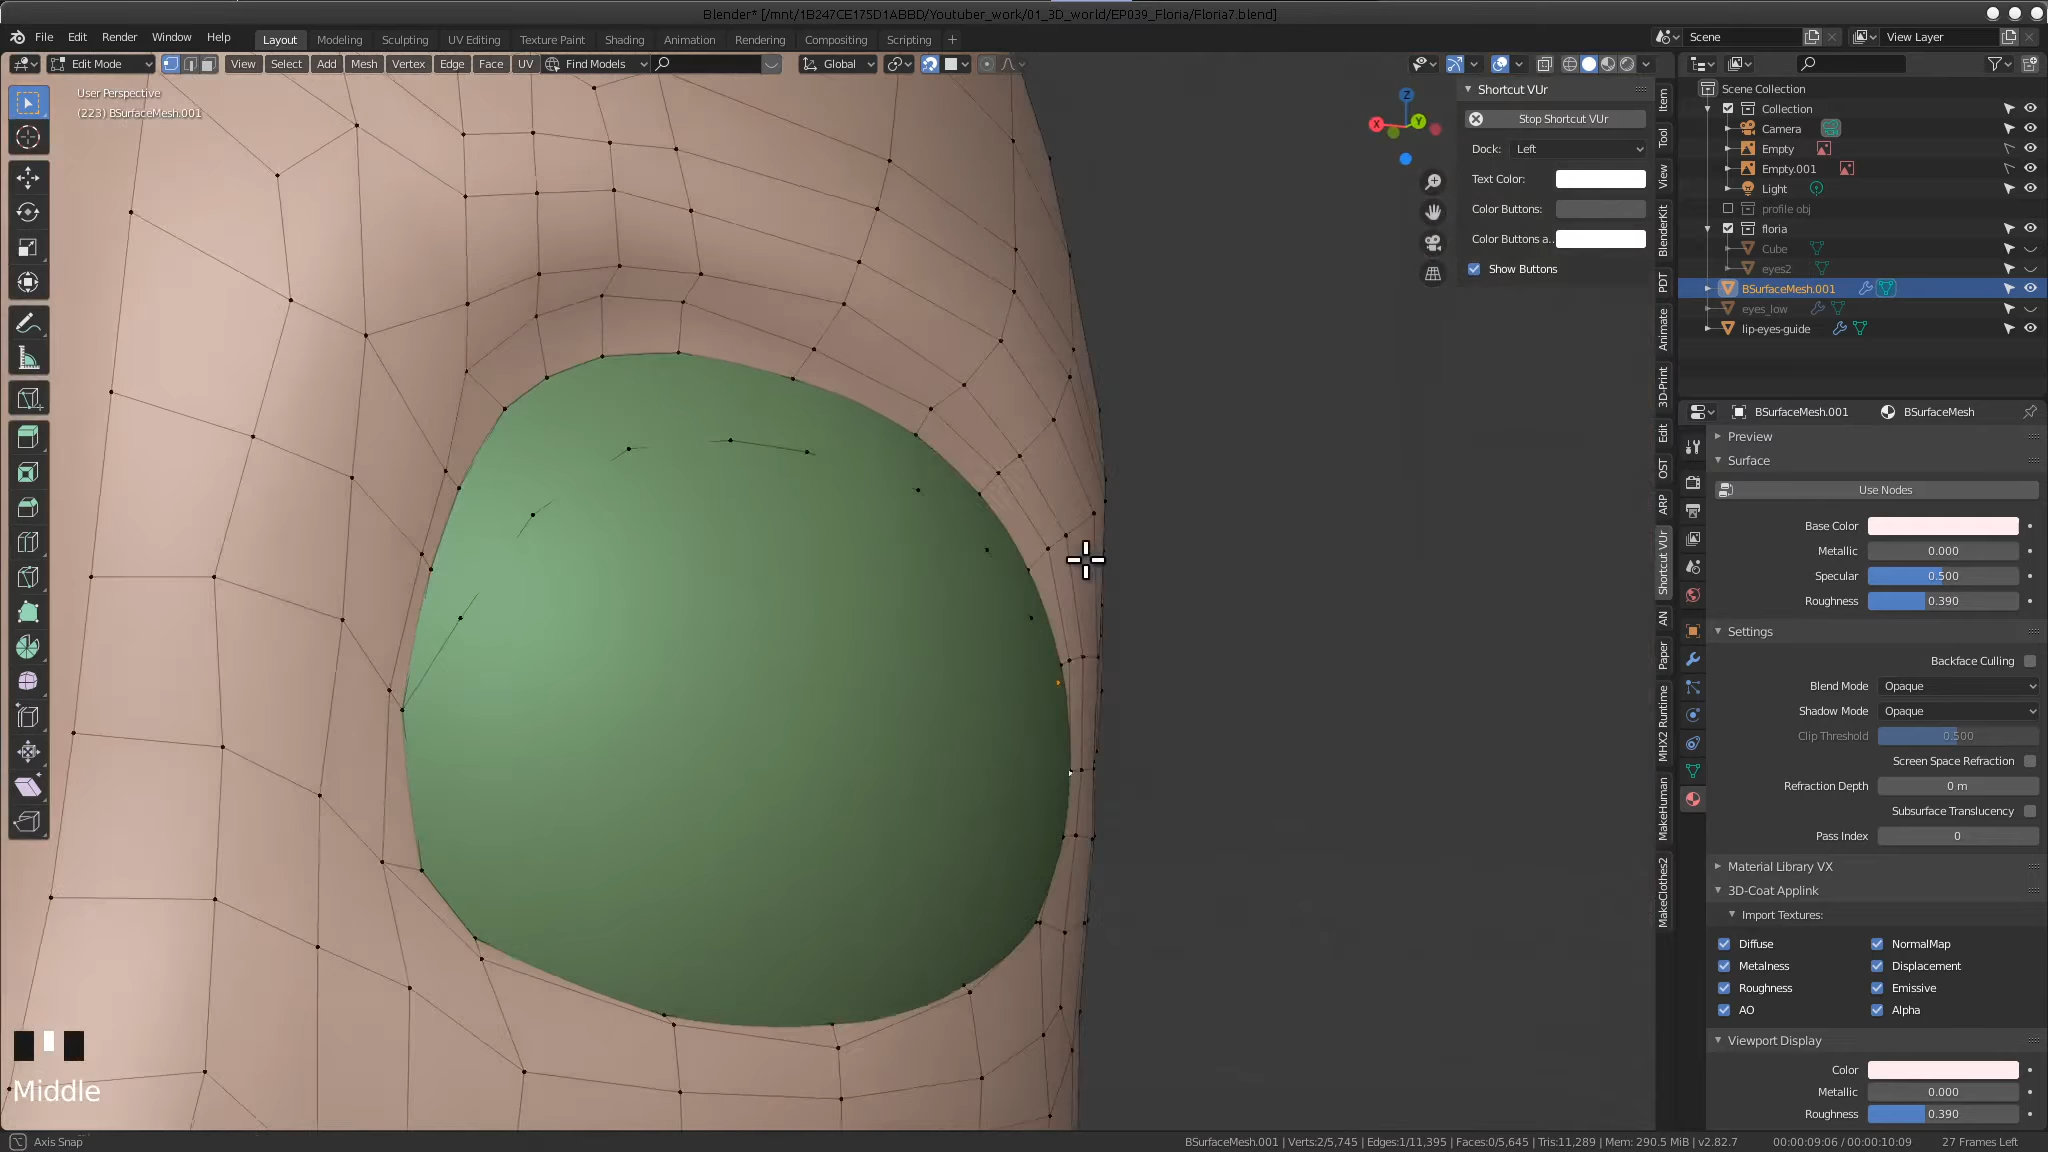 Blender* [/mnt/1B247CE175D1ABBD/Youtuber_work/01_3D_world/EP039_Floria/Floria7.blend]
File Edit Render Window Help
Layout Modeling Sculpting UV Editing Texture Paint Shading Animation Rendering Compositing Scripting +
Scene
View Layer
Edit Mode
View Select Add Mesh Vertex Edge Face UV
Find Models
Global
User Perspective
(223) BSurfaceMesh.001
Z
X
Y
Shortcut VUr
Stop Shortcut VUr
Dock: Left
Text Color:
Color Buttons:
Color Buttons a..
Show Buttons
Item
Tool
View
BlenderKit
PDT
Animate
3D-Print
Edit
OST
ARP
Shortcut VUr
AN
Paper
MHX2 Runtime
MakeHuman
MakeClothes2
Scene Collection
Collection
Camera
Empty
Empty.001
Light
profile obj
floria
Cube
eyes2
BSurfaceMesh.001
eyes_low
lip-eyes-guide
BSurfaceMesh.001 BSurfaceMesh
Preview
Surface
Use Nodes
Base Color
Metallic 0.000
Specular 0.500
Roughness 0.390
Settings
Backface Culling
Blend Mode Opaque
Shadow Mode Opaque
Clip Threshold 0.500
Screen Space Refraction
Refraction Depth 0 m
Subsurface Translucency
Pass Index 0
Material Library VX
3D-Coat Applink
Import Textures:
Diffuse NormalMap
Metalness Displacement
Roughness Emissive
AO Alpha
Viewport Display
Color
Metallic 0.000
Roughness 0.390
Middle
Axis Snap
BSurfaceMesh.001 | Verts:2/5,745 | Edges:1/11,395 | Faces:0/5,645 | Tris:11,289 | Mem: 290.5 MiB | v2.82.7
00:00:09:06 / 00:00:10:09
27 Frames Left